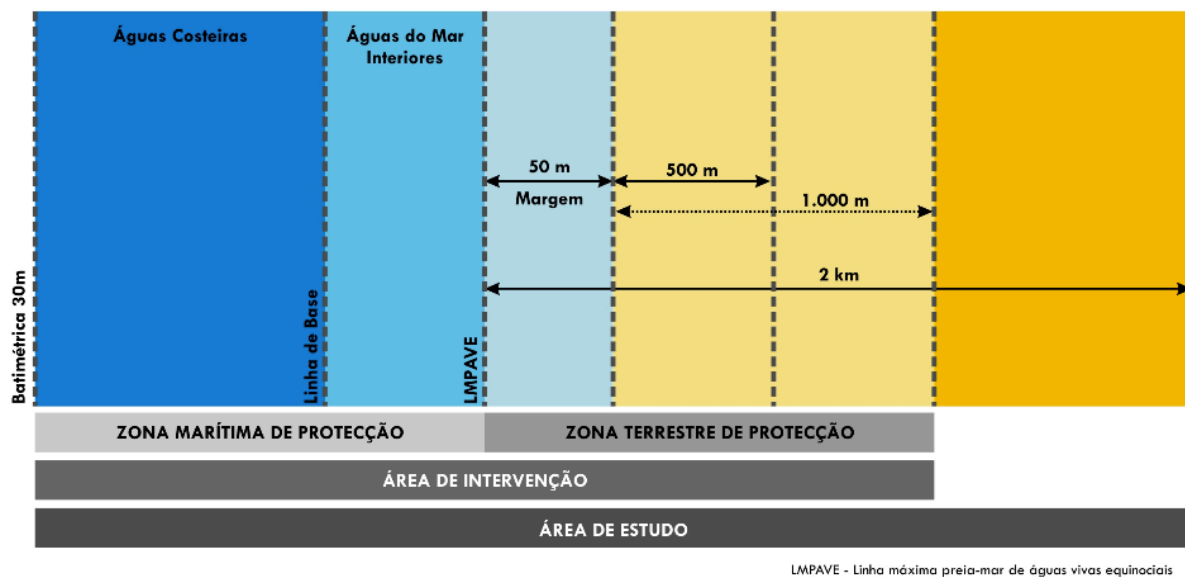 Águas Costeiras
Águas do Mar
Interiores
50 m
Margem
500 m
1.000 m
2 km
Batimétrica 30m
Linha de Base
LMPAVE
ZONA MARÍTIMA DE PROTECÇÃO
ZONA TERRESTRE DE PROTECÇÃO
ÁREA DE INTERVENÇÃO
ÁREA DE ESTUDO
LMPAVE - Linha máxima preia-mar de águas vivas equinociais